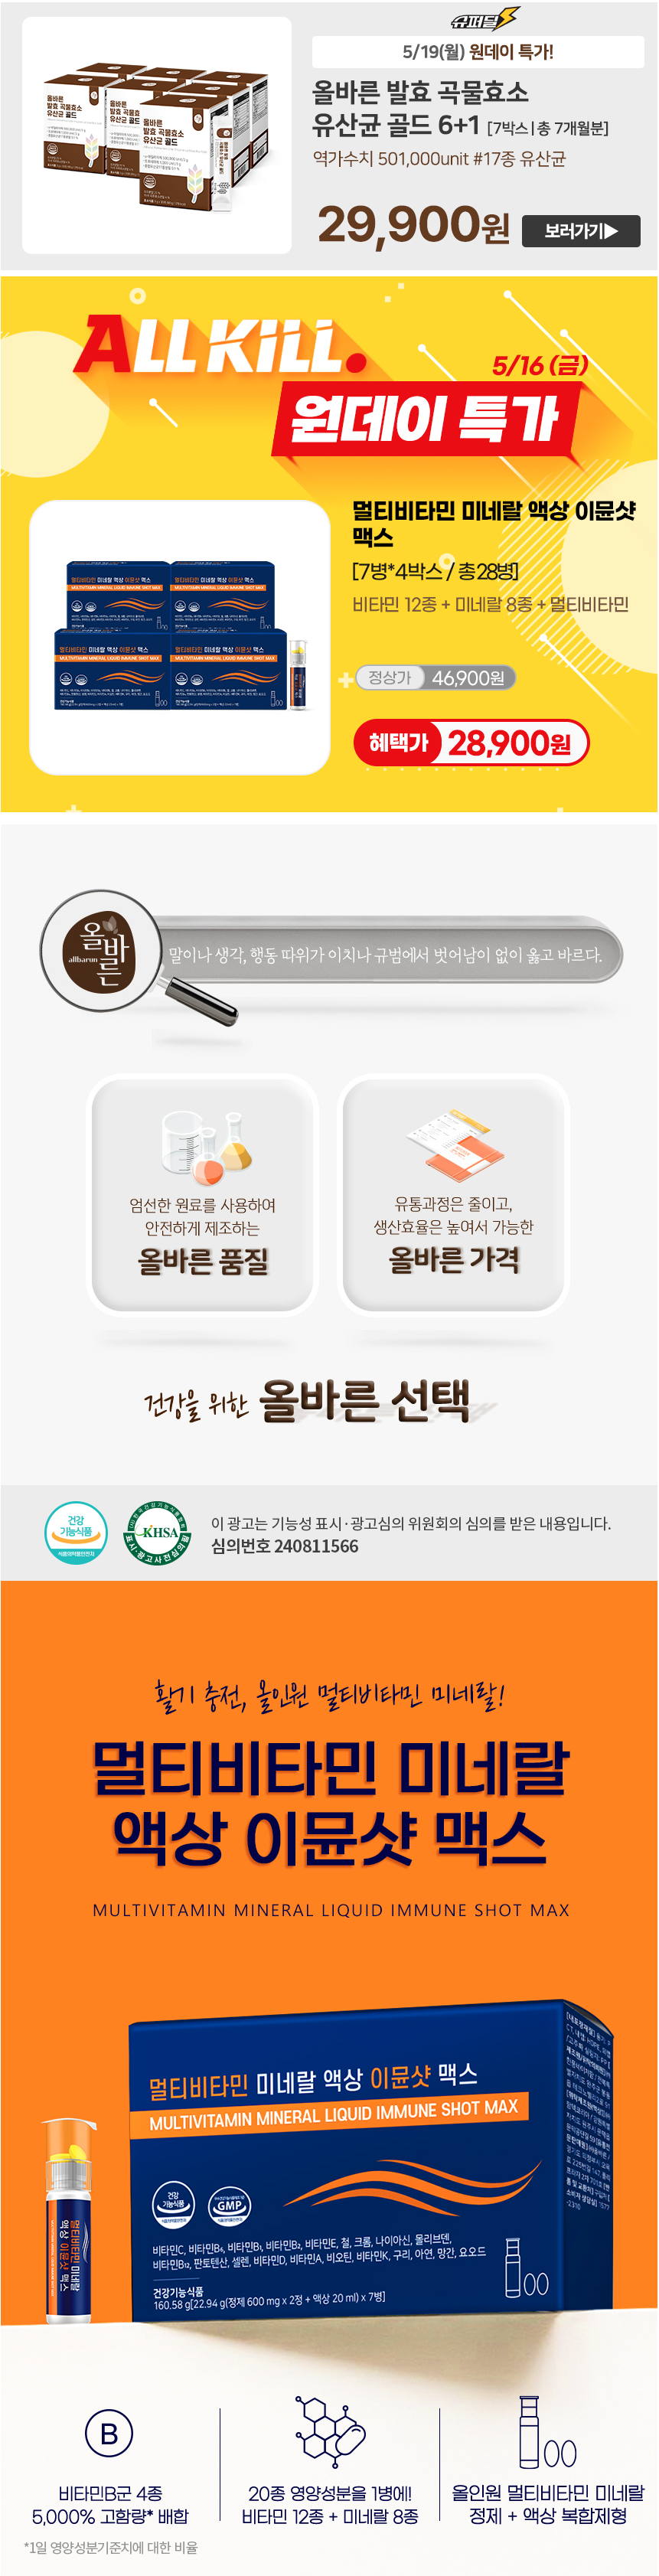 슈퍼딜
5/19(월) 원데이 특가!
올바른 발효 곡물효소
유산균 골드 6+1 [7박스 | 총 7개월분]
역가수치 501,000unit #17종 유산균
29,900원
보러가기▶
올바른
발효 곡물효소
유산균 골드
ALL KILL.
5/16 (금)
원데이 특가
멀티비타민 미네랄 액상 이뮨샷
맥스
[7병*4박스 / 총28병]
비타민 12종 + 미네랄 8종 + 멀티비타민
정상가 46,900원
혜택가 28,900원
멀티비타민 미네랄 액상 이뮨샷 맥스
MULTIVITAMIN MINERAL LIQUID IMMUNE SHOT MAX
올바른
allbarun
말이나 생각, 행동 따위가 이치나 규범에서 벗어남이 없이 옳고 바르다.
엄선한 원료를 사용하여
안전하게 제조하는
올바른 품질
유통과정은 줄이고,
생산효율은 높여서 가능한
올바른 가격
건강을 위한 올바른 선택
건강
기능식품
식품의약품안전처
KHSA
표시·광고사전심의필
이 광고는 기능성 표시·광고심의 위원회의 심의를 받은 내용입니다.
심의번호 240811566
활기 충전, 올인원 멀티비타민 미네랄!
멀티비타민 미네랄
액상 이뮨샷 맥스
MULTIVITAMIN MINERAL LIQUID IMMUNE SHOT MAX
멀티비타민 미네랄 액상 이뮨샷 맥스
MULTIVITAMIN MINERAL LIQUID IMMUNE SHOT MAX
건강
기능식품
GMP
비타민C, 비타민B₆, 비타민B₁, 비타민B₂, 비타민E, 철, 크롬, 나이아신, 몰리브덴,
비타민B₁₂, 판토텐산, 셀렌, 비타민D, 비타민A, 비오틴, 비타민K, 구리, 아연, 망간, 요오드
건강기능식품
160.58 g[22.94 g(정제 600 mg x 2정 + 액상 20 ml) x 7병]
멀티비타민 미네랄
액상 이뮨샷 맥스
B
비타민B군 4종
5,000% 고함량* 배합
20종 영양성분을 1병에!
비타민 12종 + 미네랄 8종
올인원 멀티비타민 미네랄
정제 + 액상 복합제형
*1일 영양성분기준치에 대한 비율